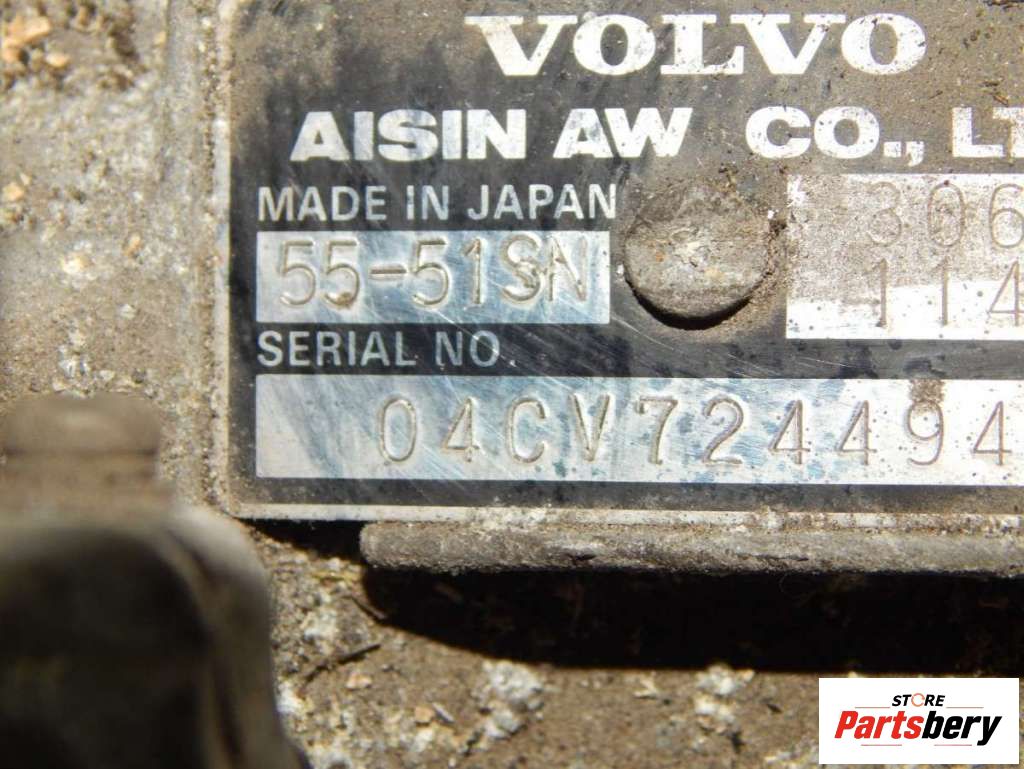 VOLVO
AISIN AW CO., LT
MADE IN JAPAN
306
55-51SN
114
SERIAL NO.
04CV724494
STORE
Partsbery